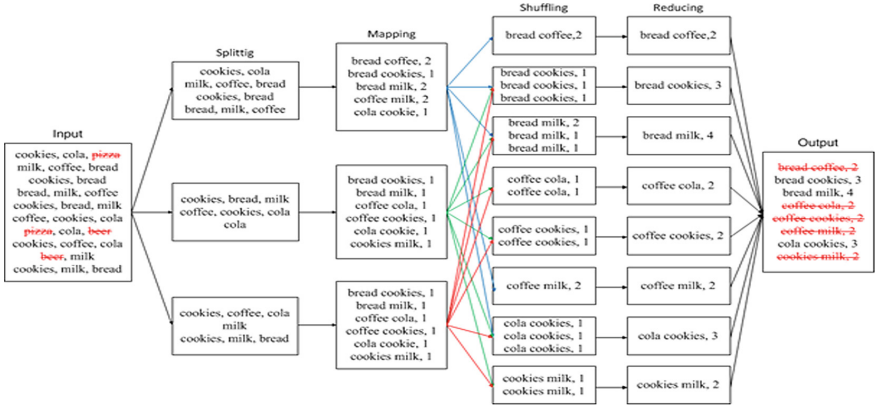 Input
cookies, cola, pizza
milk, coffee, bread
cookies, bread
bread, milk, coffee
cookies, bread, milk
coffee, cookies, cola
pizza, cola, beer
cookies, coffee, cola
beer, milk
cookies, milk, bread
Splittig
cookies, cola
milk, coffee, bread
cookies, bread
bread, milk, coffee
cookies, bread, milk
coffee, cookies, cola
cola
cookies, coffee, cola
milk
cookies, milk, bread
Mapping
bread coffee, 2
bread cookies, 1
bread milk, 2
coffee milk, 2
cola cookie, 1
bread cookies, 1
bread milk, 1
coffee cola, 1
coffee cookies, 1
cola cookie, 1
cookies milk, 1
bread cookies, 1
bread milk, 1
coffee cola, 1
coffee cookies, 1
cola cookie, 1
cookies milk, 1
Shuffling
bread coffee,2
bread cookies, 1
bread cookies, 1
bread cookies, 1
bread milk, 2
bread milk, 1
bread milk, 1
coffee cola, 1
coffee cola, 1
coffee cookies, 1
coffee cookies, 1
coffee milk, 2
cola cookies, 1
cola cookies, 1
cola cookies, 1
cookies milk, 1
cookies milk, 1
Reducing
bread coffee,2
bread cookies, 3
bread milk, 4
coffee cola, 2
coffee cookies, 2
coffee milk, 2
cola cookies, 3
cookies milk, 2
Output
bread coffee, 2
bread cookies, 3
bread milk, 4
coffee cola, 2
coffee cookies, 2
coffee milk, 2
cola cookies, 3
cookies milk, 2